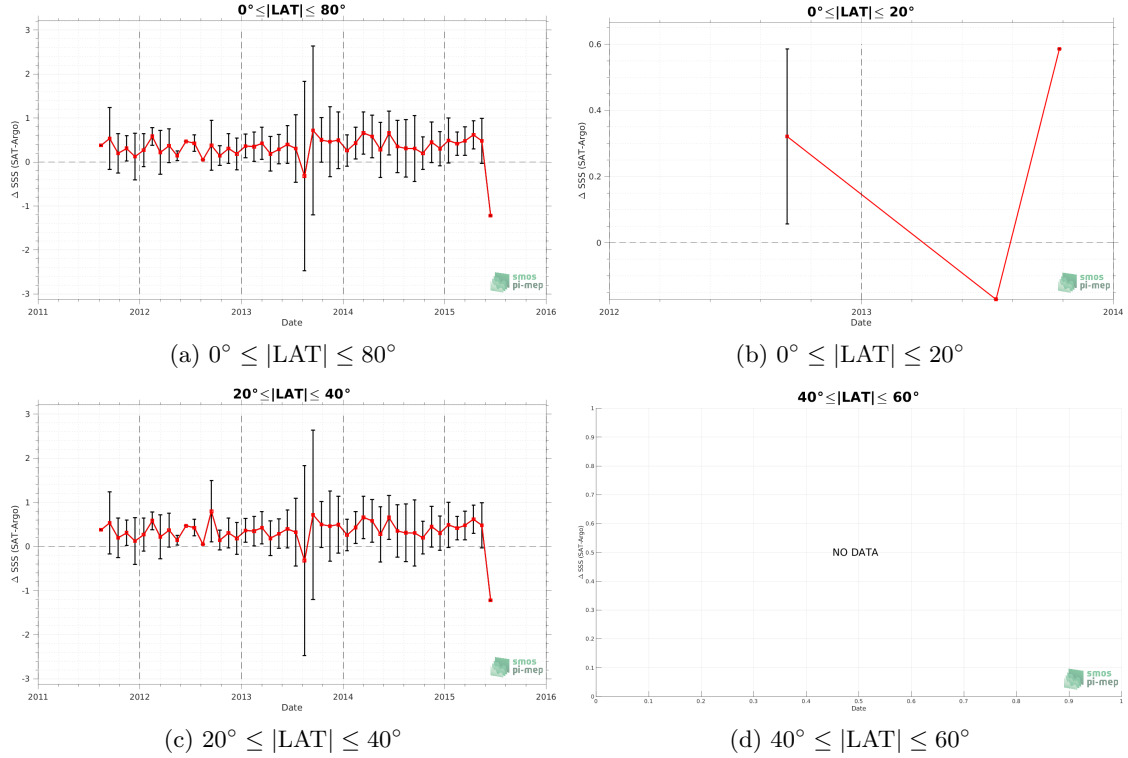 0°≤|LAT|≤ 80°
3
2
1
0
-1
-2
-3
Δ SSS (SAT-Argo)
2011
2012
2013
2014
2015
2016
Date
smos
pi-mep
(a) 0° ≤ |LAT| ≤ 80°
0°≤|LAT|≤ 20°
0.6
0.4
0.2
0
Δ SSS (SAT-Argo)
2012
2013
2014
Date
smos
pi-mep
(b) 0° ≤ |LAT| ≤ 20°
20°≤|LAT|≤ 40°
3
2
1
0
-1
-2
-3
Δ SSS (SAT-Argo)
2011
2012
2013
2014
2015
2016
Date
smos
pi-mep
(c) 20° ≤ |LAT| ≤ 40°
40°≤|LAT|≤ 60°
1
0.9
0.8
0.7
0.6
0.5
0.4
0.3
0.2
0.1
0
Δ SSS (SAT-Argo)
NO DATA
0
0.1
0.2
0.3
0.4
0.5
0.6
0.7
0.8
0.9
1
Date
smos
pi-mep
(d) 40° ≤ |LAT| ≤ 60°